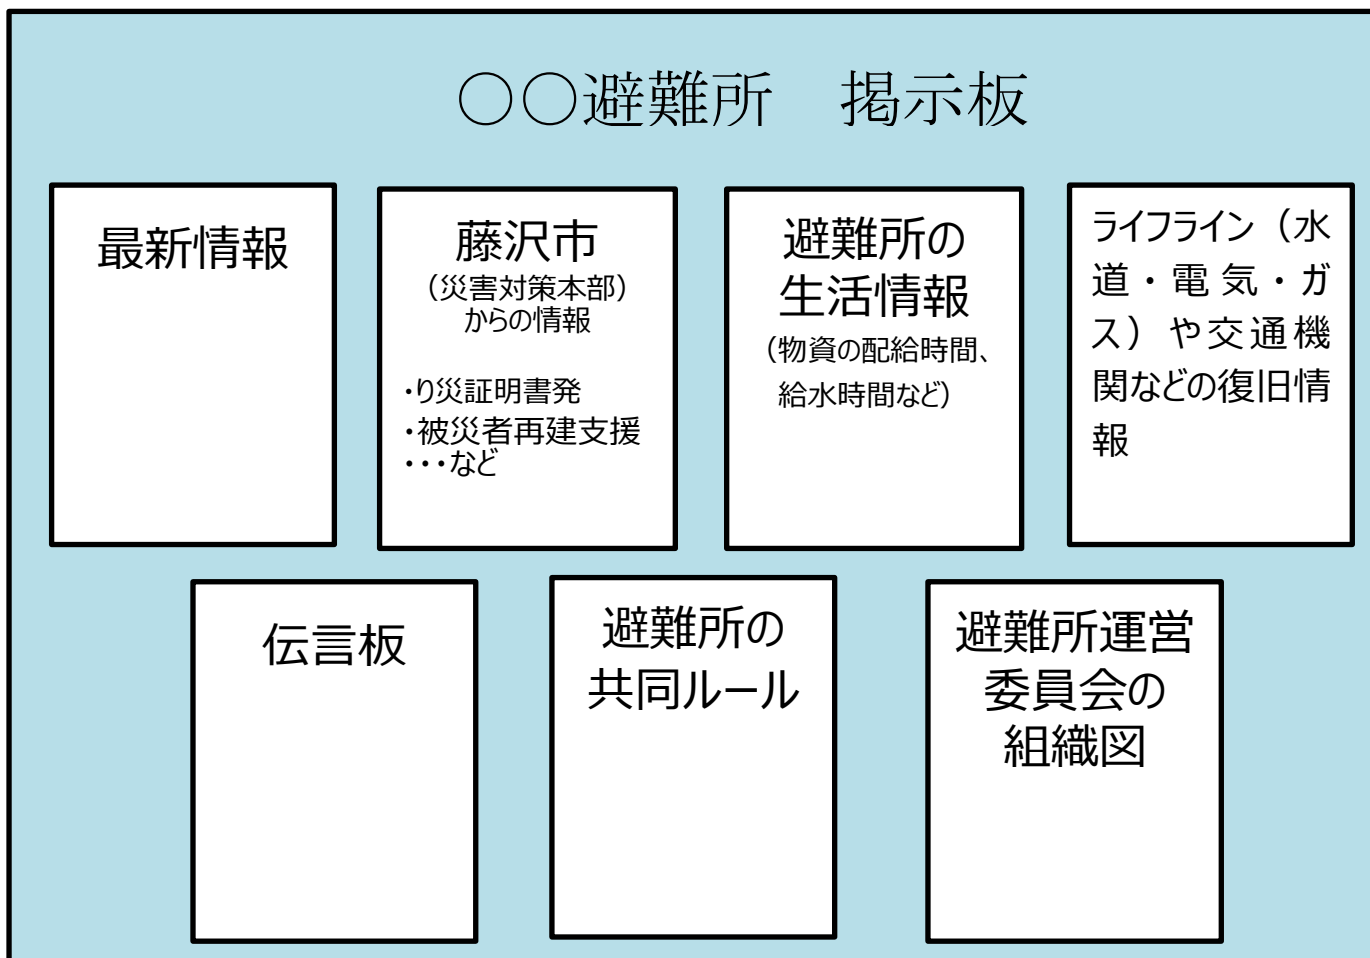 ○○避難所　掲示板
最新情報
藤沢市
（災害対策本部）
からの情報
・り災証明書発
・被災者再建支援
・・・など
避難所の
生活情報
（物資の配給時間、
給水時間など）
ライフライン（水
道・電気・ガ
ス）や交通機
関などの復旧情
報
伝言板
避難所の
共同ルール
避難所運営
委員会の
組織図